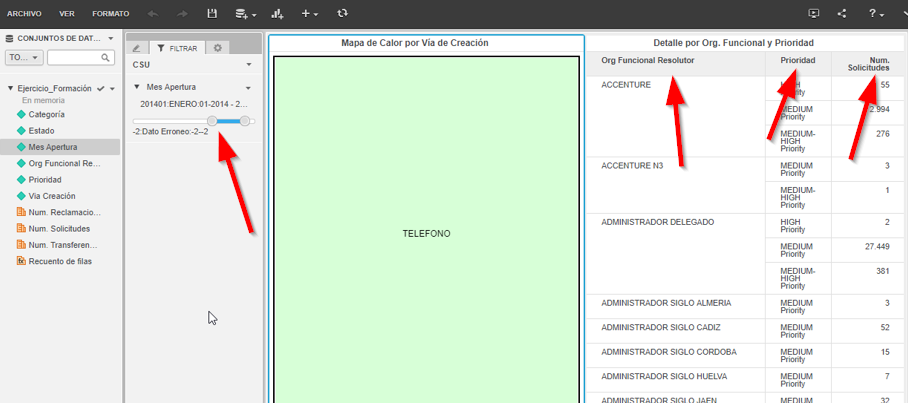 ARCHIVO VER FORMATO
?
CONJUNTOS DE DAT...
TO...
Ejercicio_Formación
En memoria
Categoría
Estado
Mes Apertura
Org Funcional Re...
Prioridad
Via Creación
Num. Reclamacio...
Num. Solicitudes
Num. Transferen...
fx Recuento de filas
FILTRAR
CSU
Mes Apertura
201401:ENERO:01-2014 - 2...
-2:Dato Erroneo:-2--2
Mapa de Calor por Vía de Creación
TELEFONO
Detalle por Org. Funcional y Prioridad
Org Funcional Resolutor Prioridad Num. Solicitudes
ACCENTURE HIGH Priority 55
MEDIUM Priority 2.994
MEDIUM-HIGH Priority 276
ACCENTURE N3 MEDIUM Priority 3
MEDIUM-HIGH Priority 1
ADMINISTRADOR DELEGADO HIGH Priority 2
MEDIUM Priority 27.449
MEDIUM-HIGH Priority 381
ADMINISTRADOR SIGLO ALMERIA MEDIUM Priority 3
ADMINISTRADOR SIGLO CADIZ MEDIUM Priority 52
ADMINISTRADOR SIGLO CORDOBA MEDIUM Priority 15
ADMINISTRADOR SIGLO HUELVA MEDIUM Priority 7
ADMINISTRADOR SIGLO JAEN MEDIUM 32